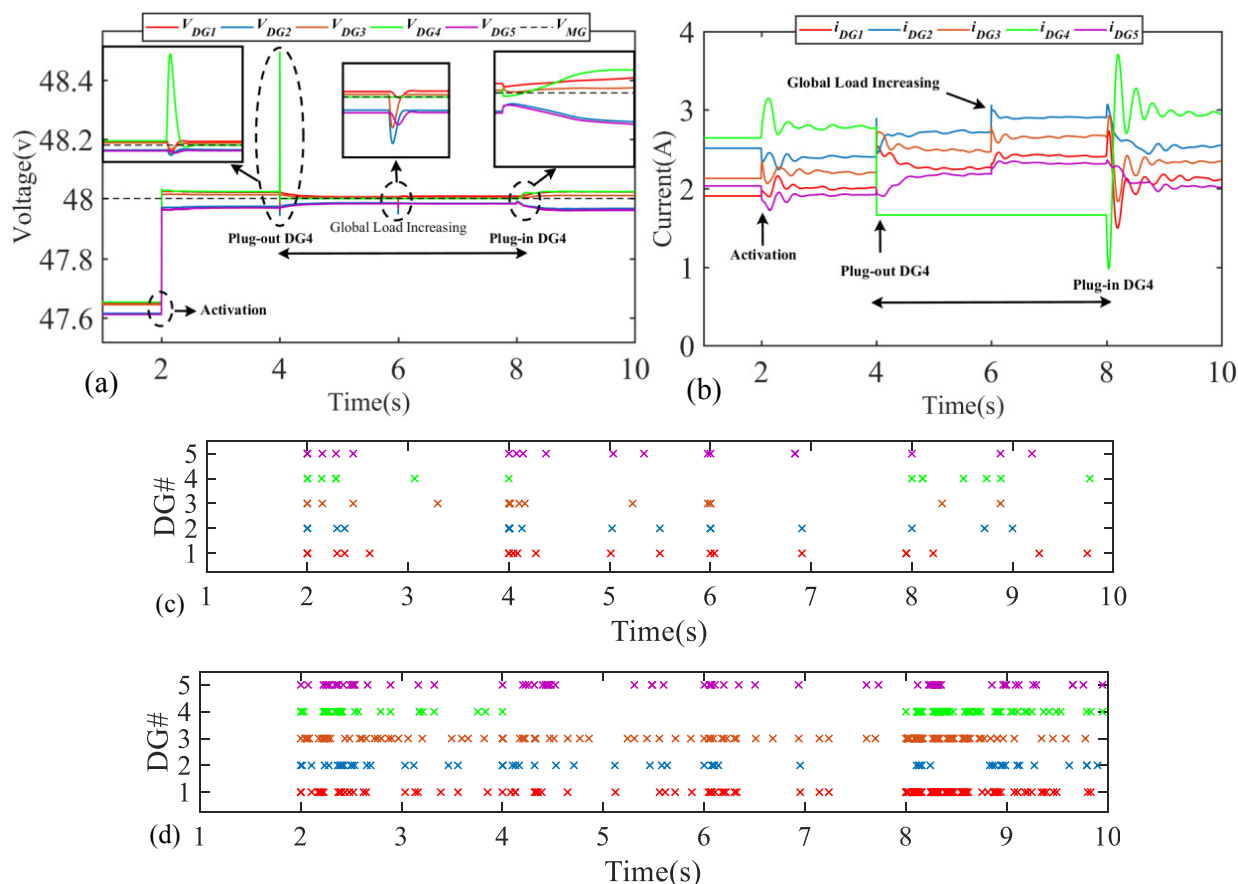 V_DG1 V_DG2 V_DG3 V_DG4 V_DG5 V_MG
48.4
48.2
48
47.8
47.6
Voltage(v)
Plug-out DG4
Global Load Increasing
Plug-in DG4
Activation
2 4 6 8 10
Time(s)
(a)
i_DG1 i_DG2 i_DG3 i_DG4 i_DG5
4
3
2
1
0
Current(A)
Global Load Increasing
Activation
Plug-out DG4
Plug-in DG4
2 4 6 8 10
Time(s)
(b)
5
4
3
2
1
DG#
1 2 3 4 5 6 7 8 9 10
Time(s)
(c)
5
4
3
2
1
DG#
1 2 3 4 5 6 7 8 9 10
Time(s)
(d)